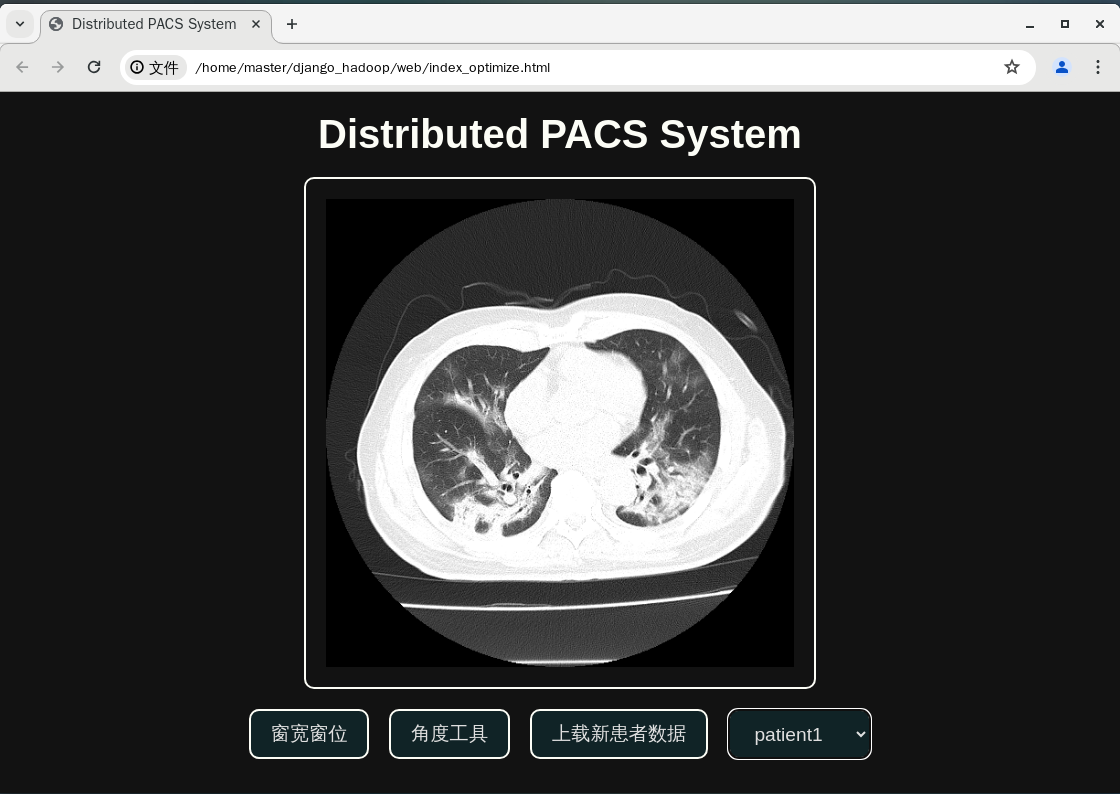 Distributed PACS System
文件
/home/master/django_hadoop/web/index_optimize.html
Distributed PACS System
窗宽窗位
角度工具
上载新患者数据
patient1